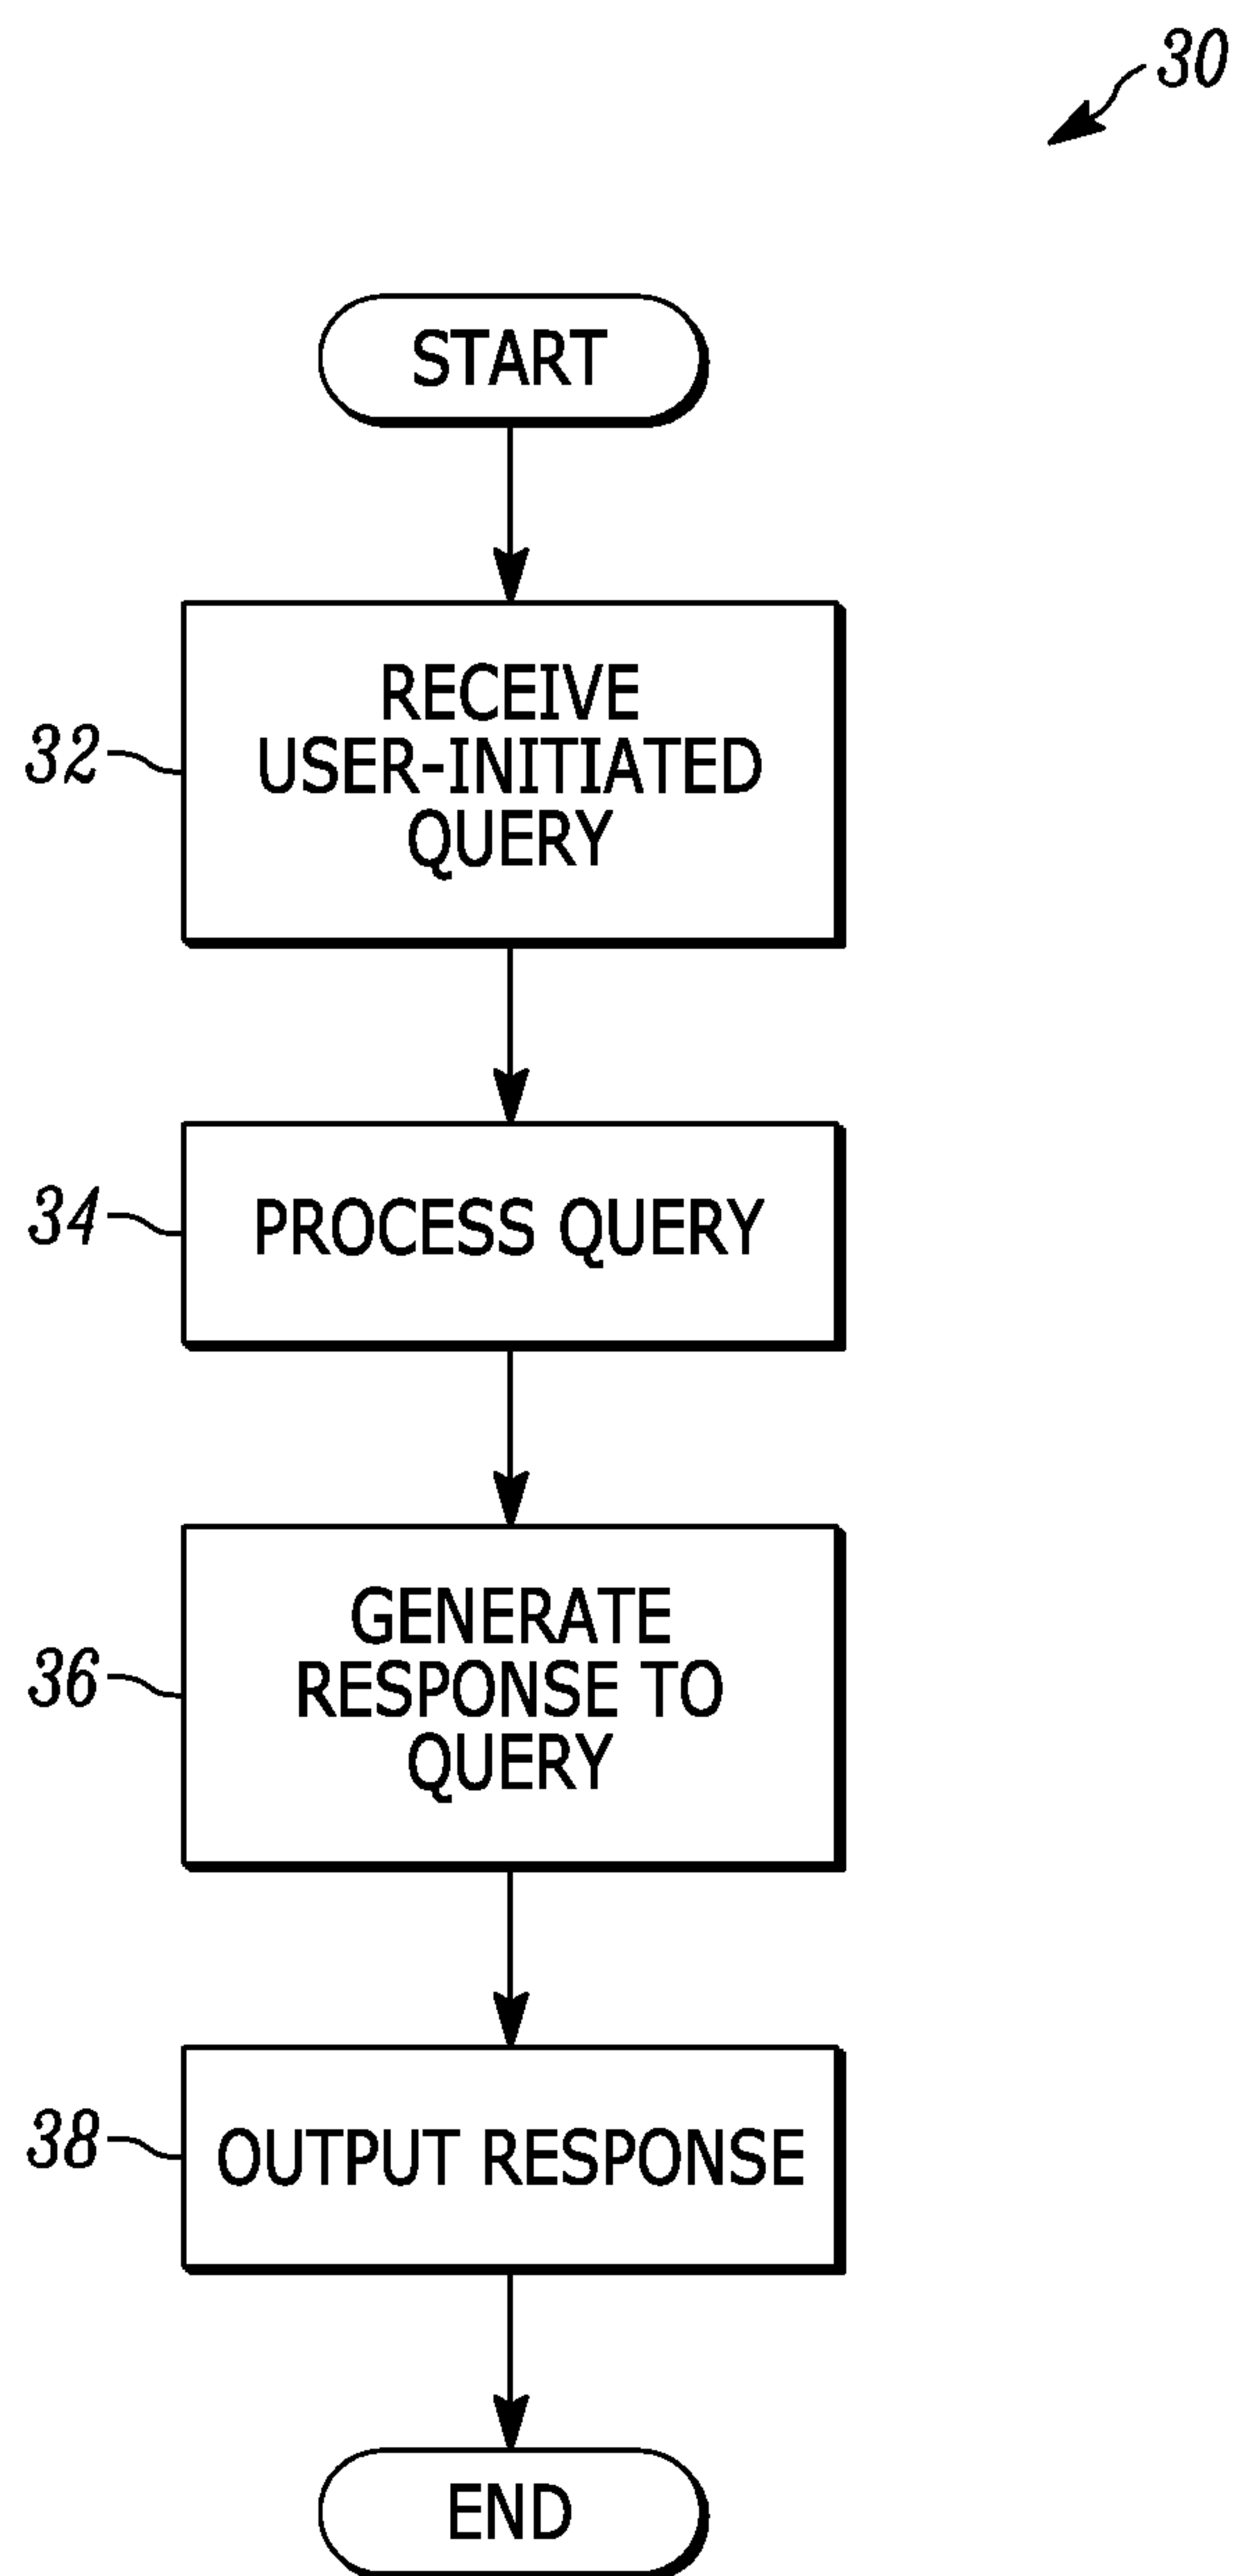 30
START
32
RECEIVE
USER-INITIATED
QUERY
34
PROCESS QUERY
36
GENERATE
RESPONSE TO
QUERY
38
OUTPUT RESPONSE
END